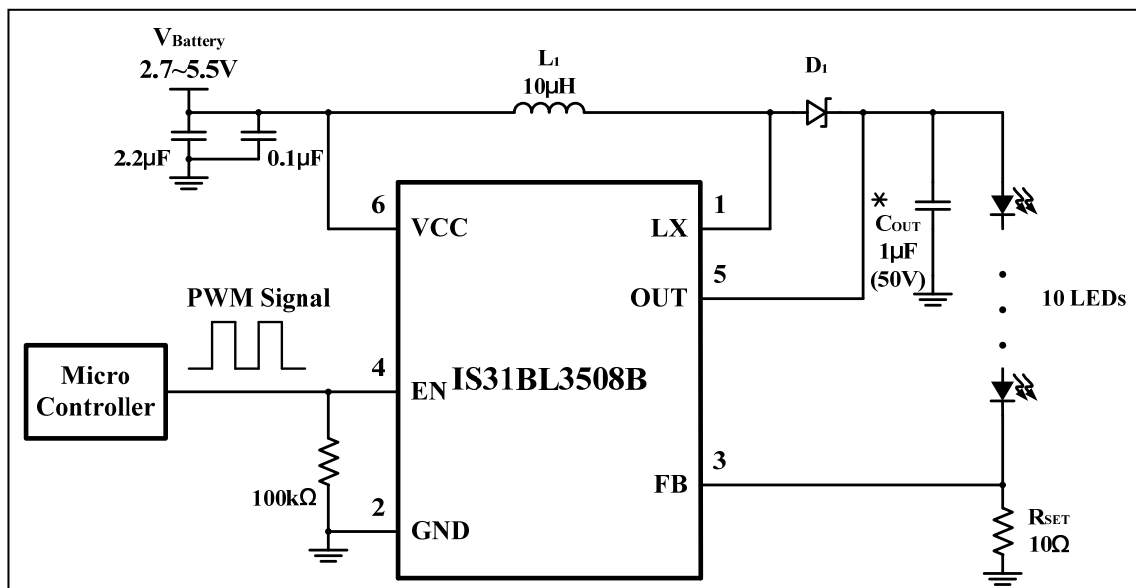 VBattery
2.7~5.5V
L1
10µH
D1
2.2µF
0.1µF
6
VCC
LX
1
*
COUT
1µF
(50V)
OUT
5
10 LEDs
PWM Signal
Micro
Controller
4
EN
IS31BL3508B
100kΩ
2
GND
FB
3
RSET
10Ω